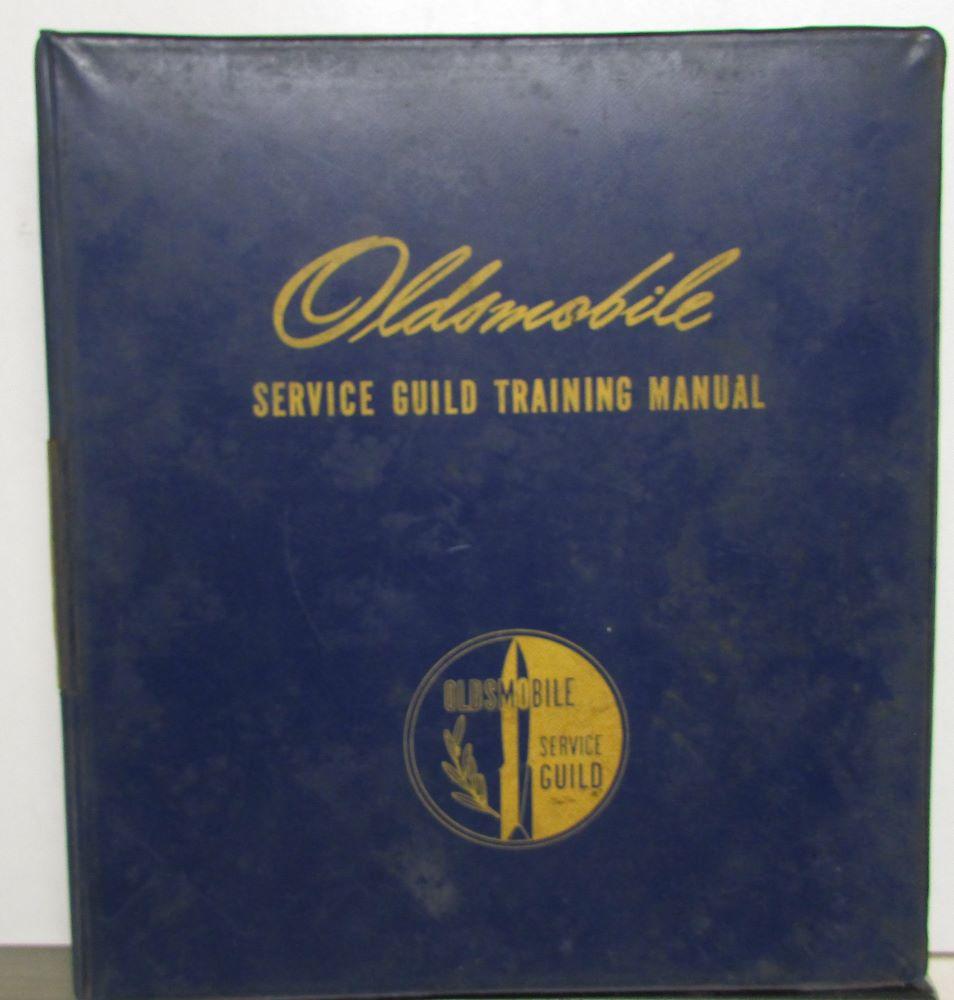 Oldsmobile
SERVICE GUILD TRAINING MANUAL
OLDSMOBILE
SERVICE
GUILD